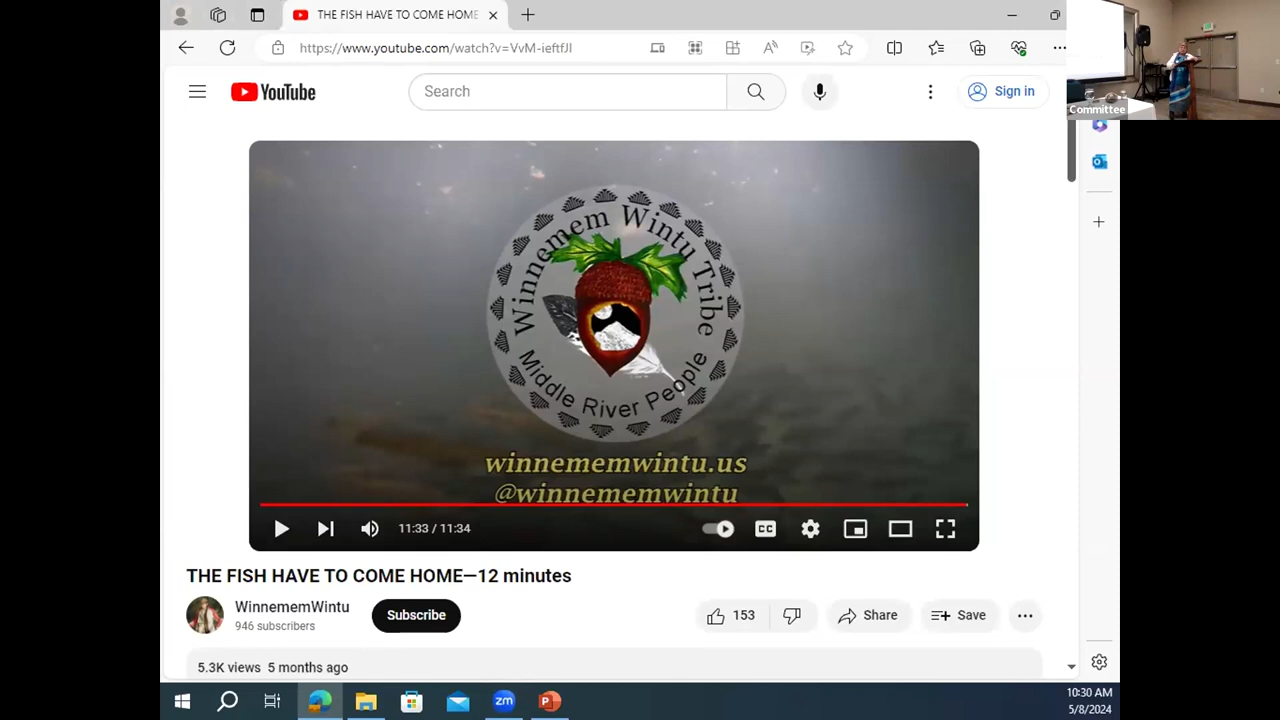 THE FISH HAVE TO COME HOME
https://www.youtube.com/watch?v=VvM-ieftfJI
YouTube
Search
Sign in
Committee
Winnemem Wintu Tribe
Middle River People
winnememwintu.us
@winnememwintu
11:33 / 11:34
CC
THE FISH HAVE TO COME HOME—12 minutes
WinnememWintu
946 subscribers
Subscribe
153
Share
Save
5.3K views 5 months ago
zm
P
10:30 AM
5/8/2024